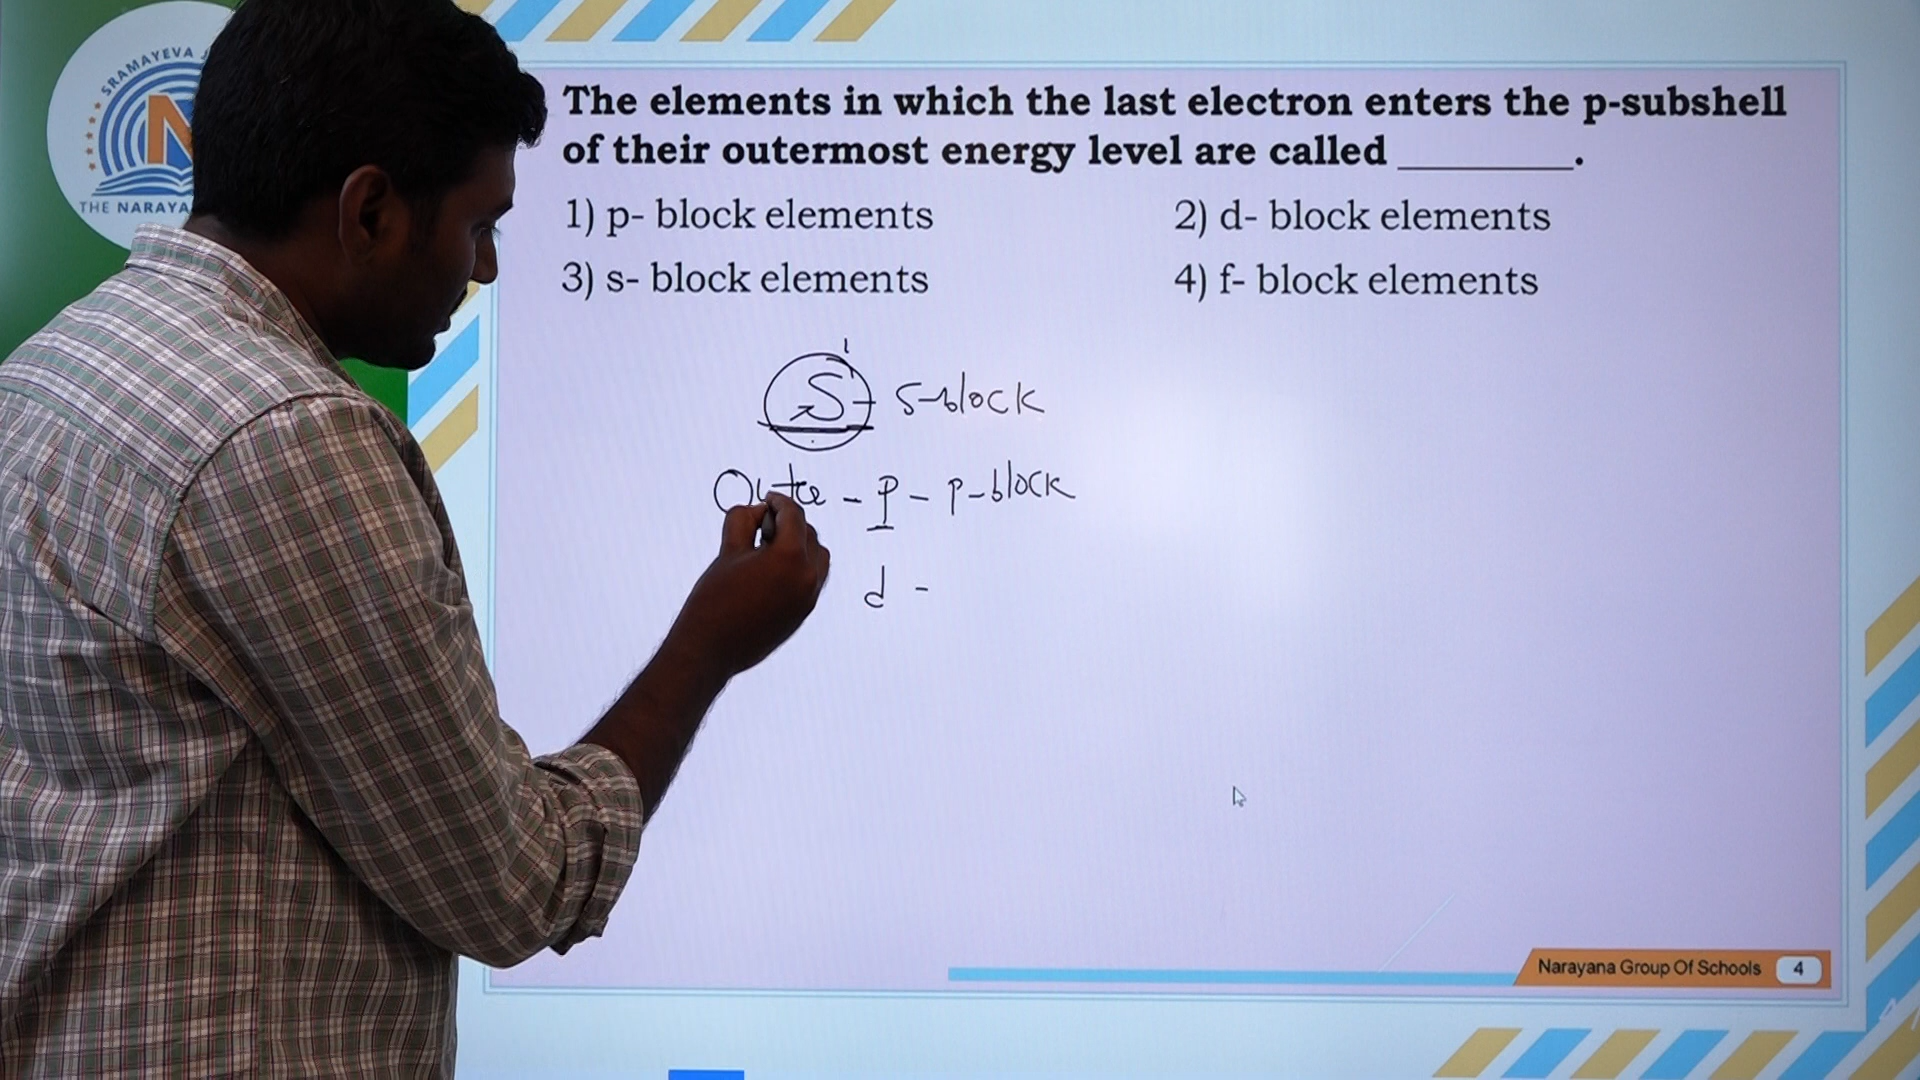 SRAMAYEVA
N
THE NARAYA
The elements in which the last electron enters the p-subshell
of their outermost energy level are called _________.
1) p- block elements 2) d- block elements
3) s- block elements 4) f- block elements
S - s-block
- p - p-block
d -
Narayana Group Of Schools 4